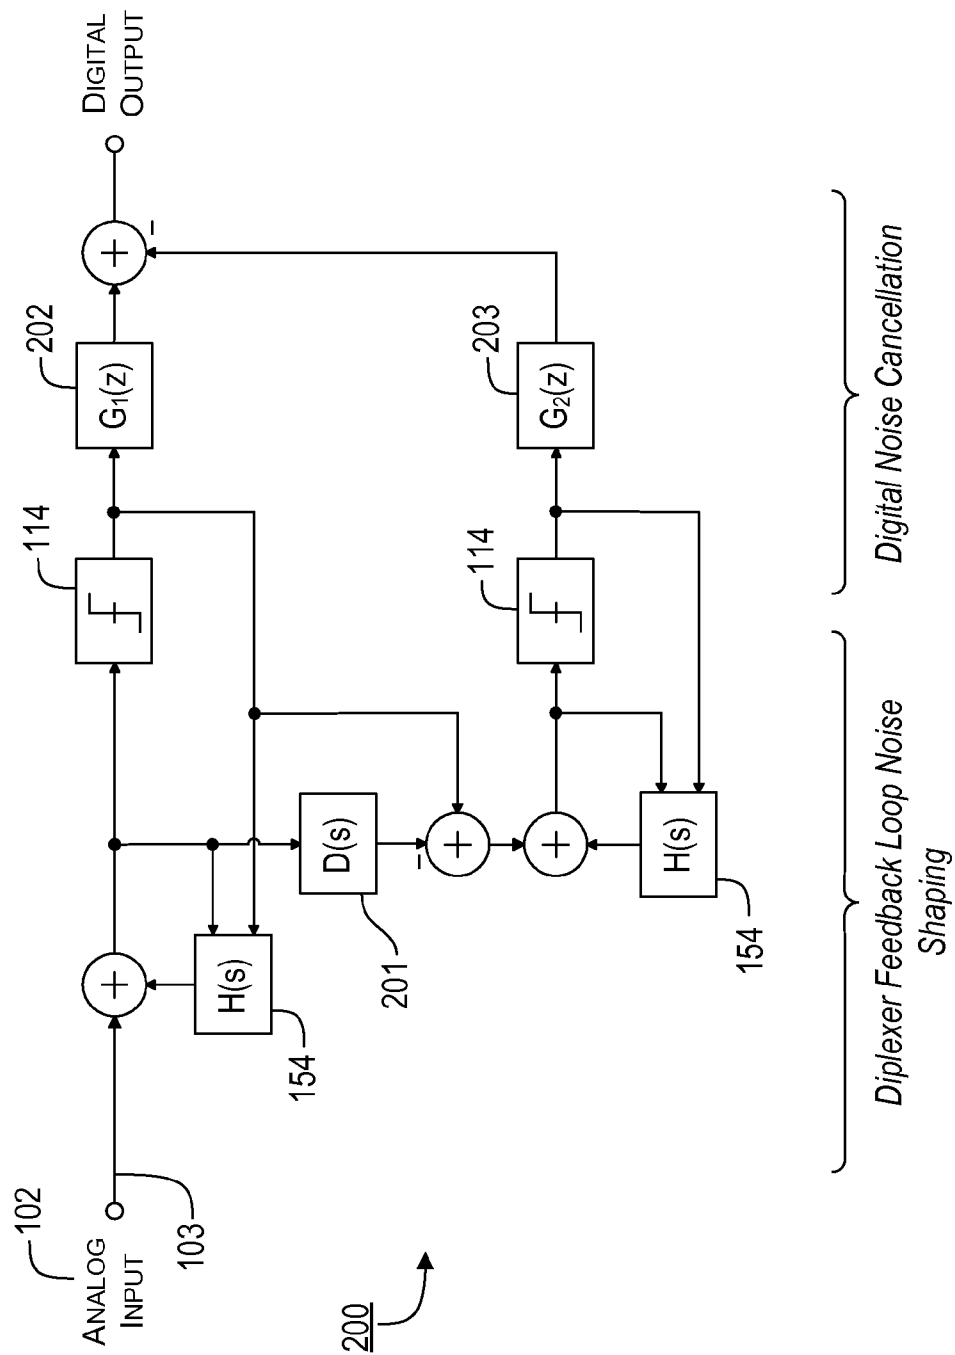 102
ANALOG
INPUT
103
200
154
H(s)
201
D(s)
114
202
G1(z)
DIGITAL
OUTPUT
154
H(s)
114
203
G2(z)
+
+
+
+
−
−
Diplexer Feedback Loop Noise
Shaping
Digital Noise Cancellation